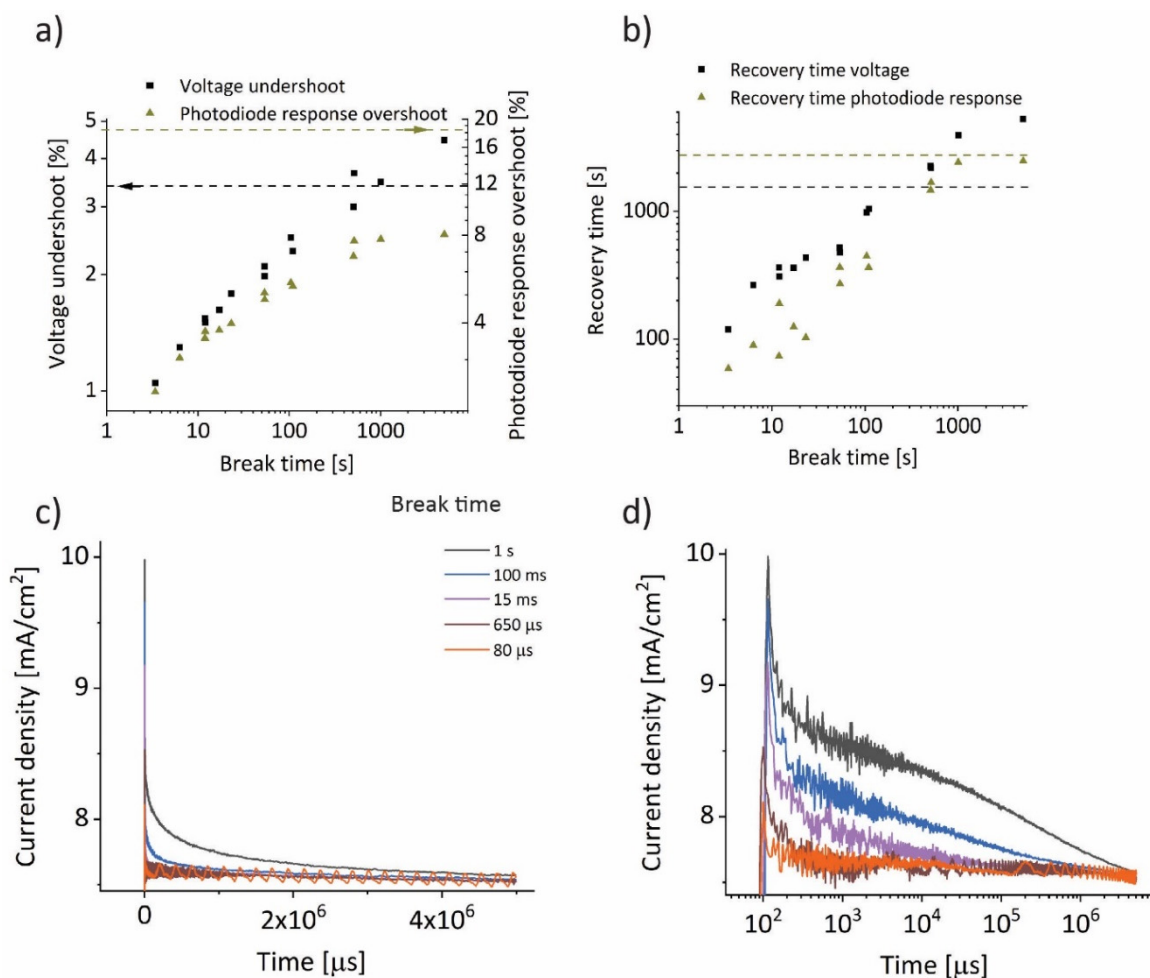 a)
Voltage undershoot
Photodiode response overshoot
Voltage undershoot [%]
5
4
3
2
1
20
16
12
8
4
Photodiode response overshoot [%]
1
10
100
1000
Break time [s]
b)
Recovery time voltage
Recovery time photodiode response
Recovery time [s]
1000
100
1
10
100
1000
Break time [s]
c)
Break time
1 s
100 ms
15 ms
650 µs
80 µs
Current density [mA/cm²]
10
9
8
0
2x10⁶
4x10⁶
Time [µs]
d)
Current density [mA/cm²]
10
9
8
10²
10³
10⁴
10⁵
10⁶
Time [µs]